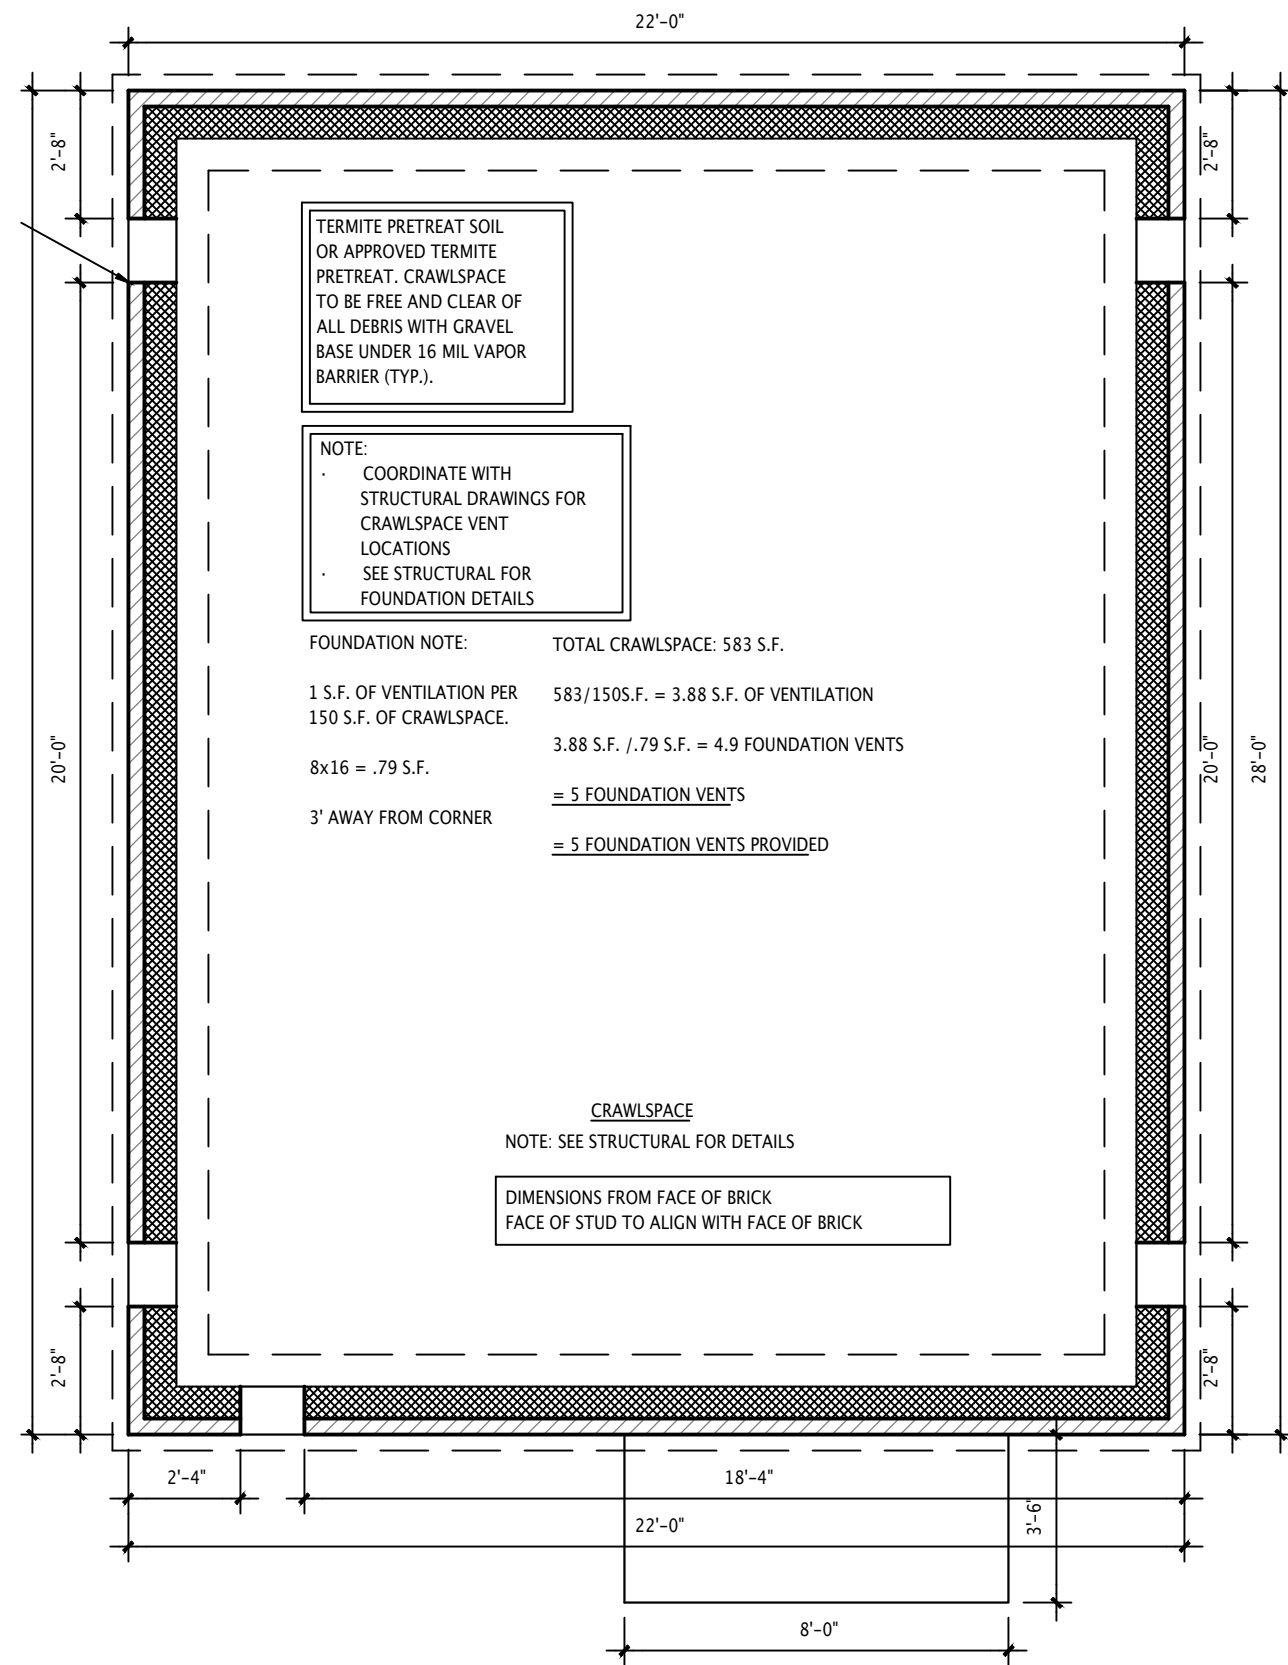 22'-0"
2'-8"
2'-8"
TERMITE PRETREAT SOIL
OR APPROVED TERMITE
PRETREAT. CRAWLSPACE
TO BE FREE AND CLEAR OF
ALL DEBRIS WITH GRAVEL
BASE UNDER 16 MIL VAPOR
BARRIER (TYP.).
NOTE:
· COORDINATE WITH
STRUCTURAL DRAWINGS FOR
CRAWLSPACE VENT
LOCATIONS
· SEE STRUCTURAL FOR
FOUNDATION DETAILS
FOUNDATION NOTE:
1 S.F. OF VENTILATION PER
150 S.F. OF CRAWLSPACE.
8x16 = .79 S.F.
3' AWAY FROM CORNER
TOTAL CRAWLSPACE: 583 S.F.
583/150S.F. = 3.88 S.F. OF VENTILATION
3.88 S.F. /.79 S.F. = 4.9 FOUNDATION VENTS
= 5 FOUNDATION VENTS
= 5 FOUNDATION VENTS PROVIDED
20'-0"
20'-0"
28'-0"
CRAWLSPACE
NOTE: SEE STRUCTURAL FOR DETAILS
DIMENSIONS FROM FACE OF BRICK
FACE OF STUD TO ALIGN WITH FACE OF BRICK
2'-8"
2'-8"
2'-4"
18'-4"
22'-0"
3'-6"
8'-0"